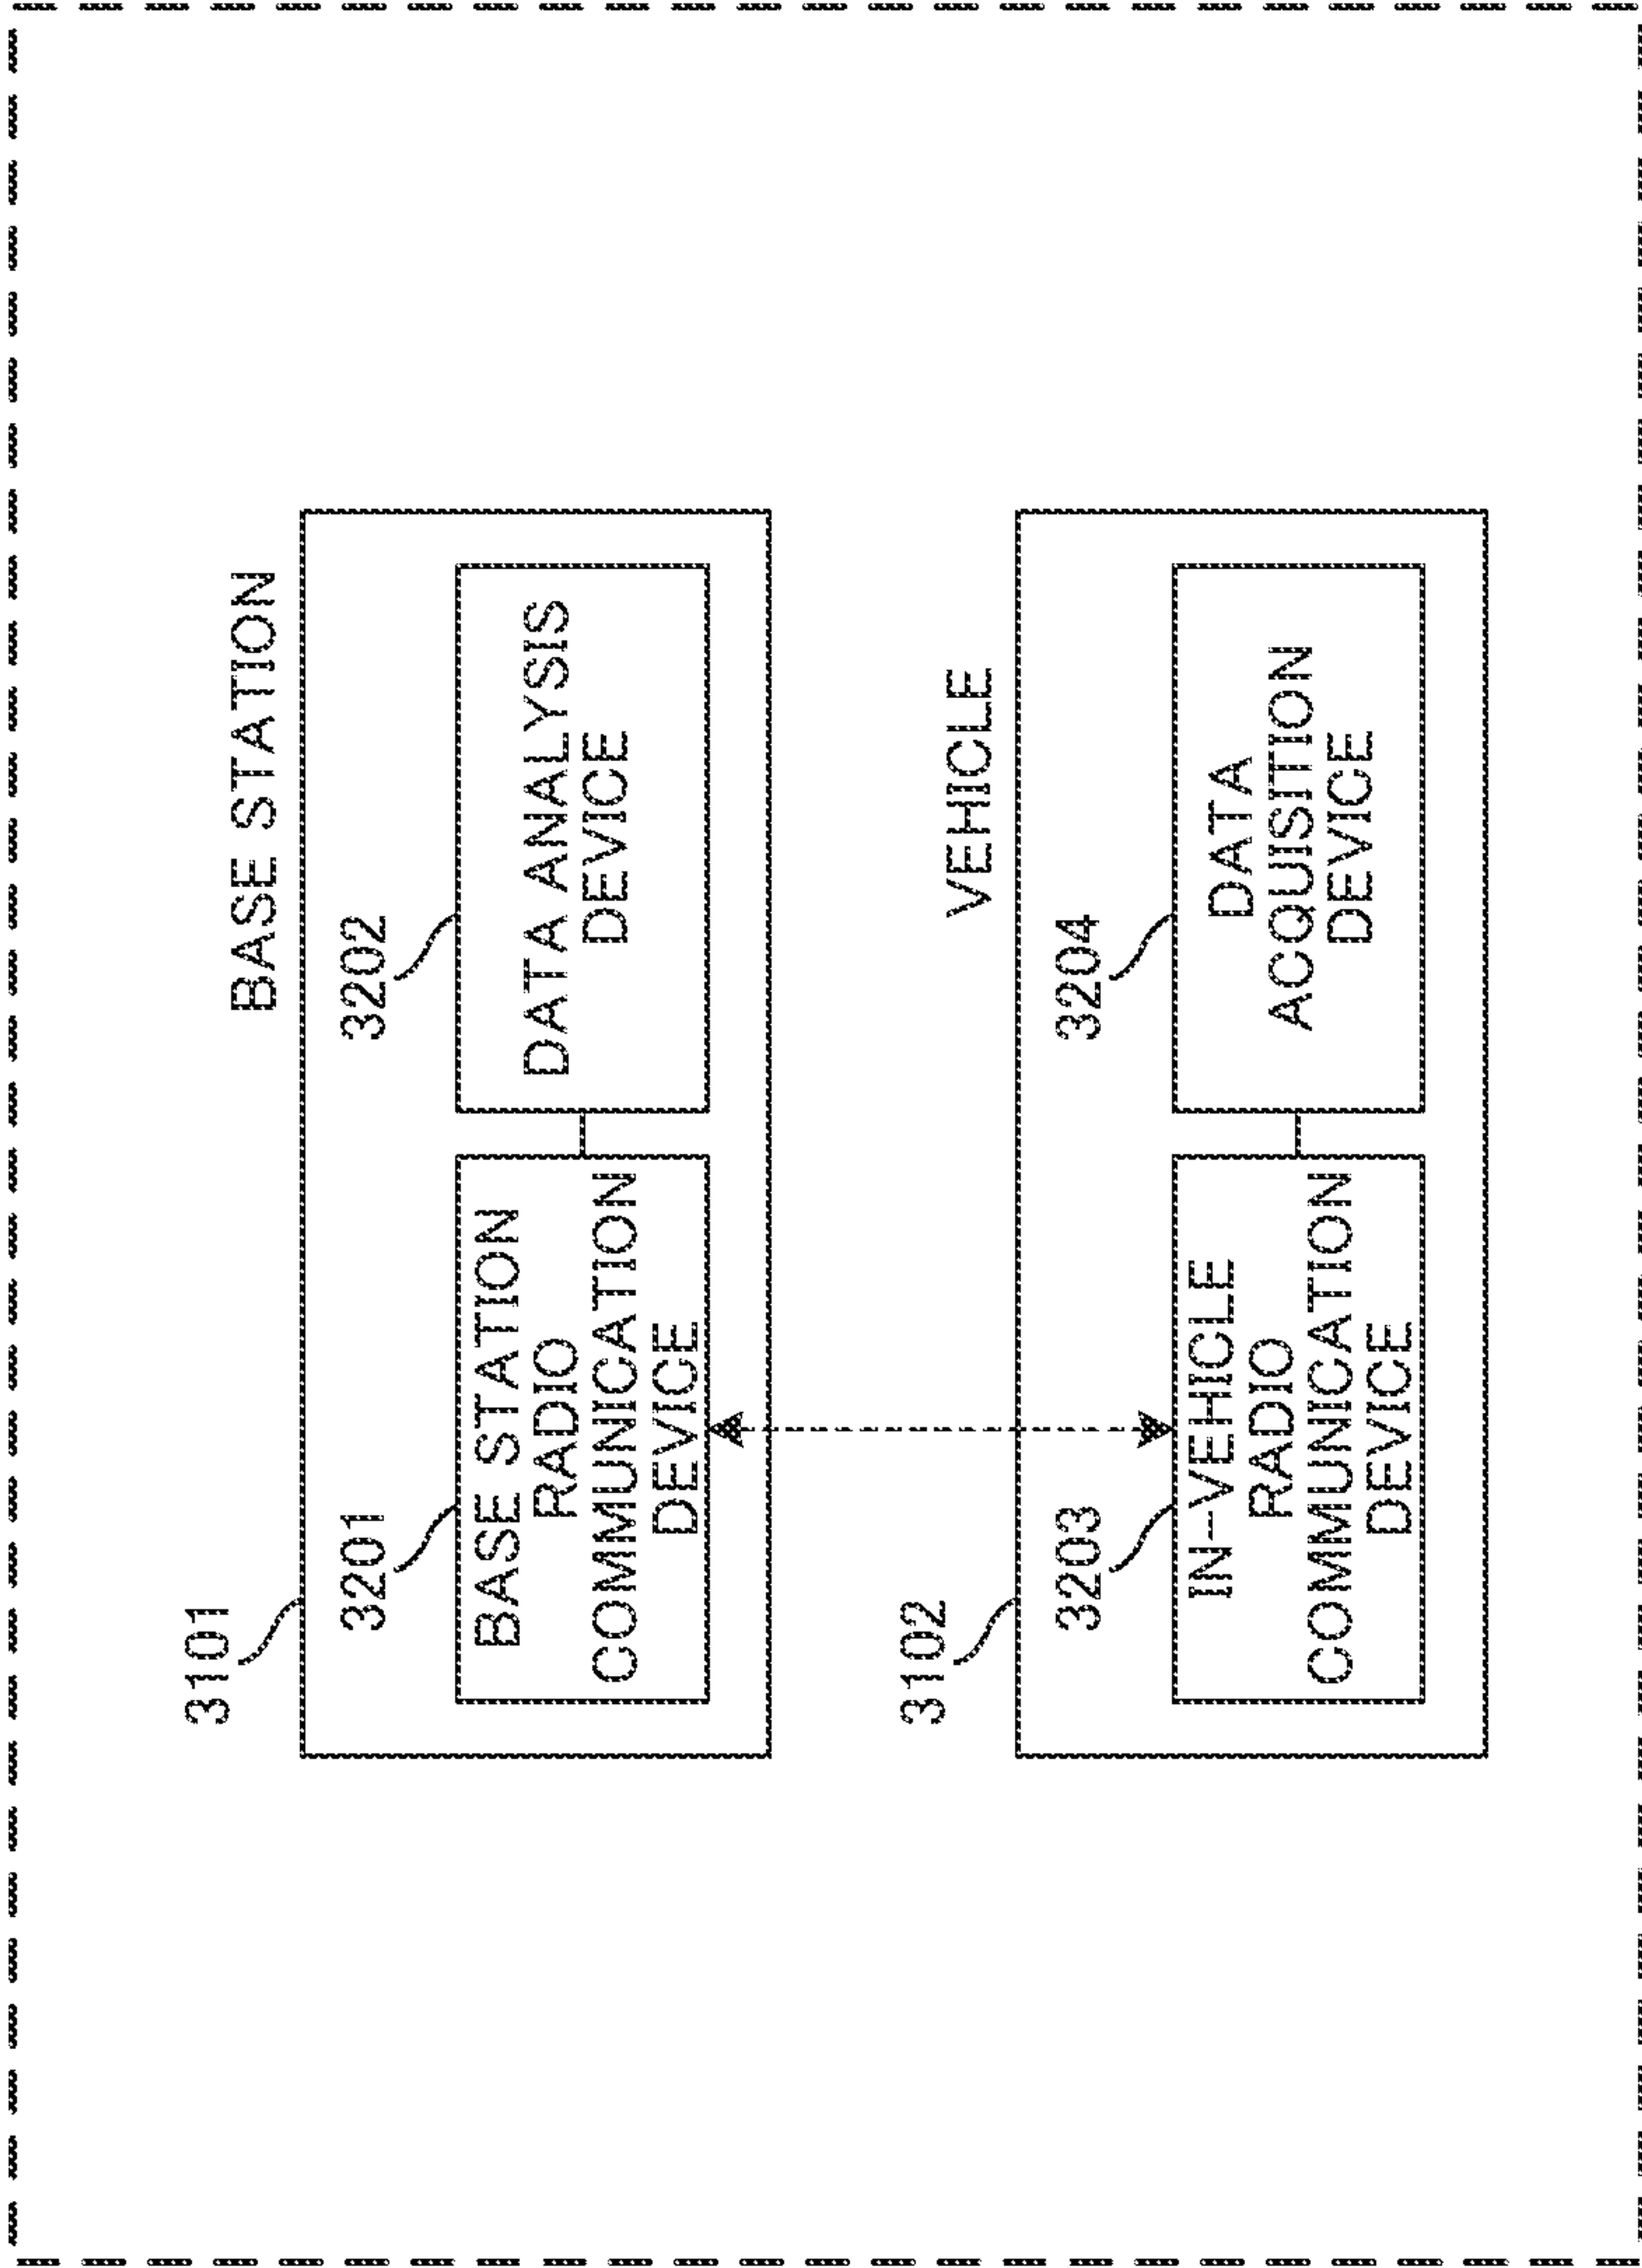 3101
BASE STATION
3201
BASE STATION
RADIO
COMMUNICATION
DEVICE
3202
DATA ANALYSIS
DEVICE
3102
VEHICLE
3203
IN-VEHICLE
RADIO
COMMUNICATION
DEVICE
3204
DATA
ACQUISITION
DEVICE